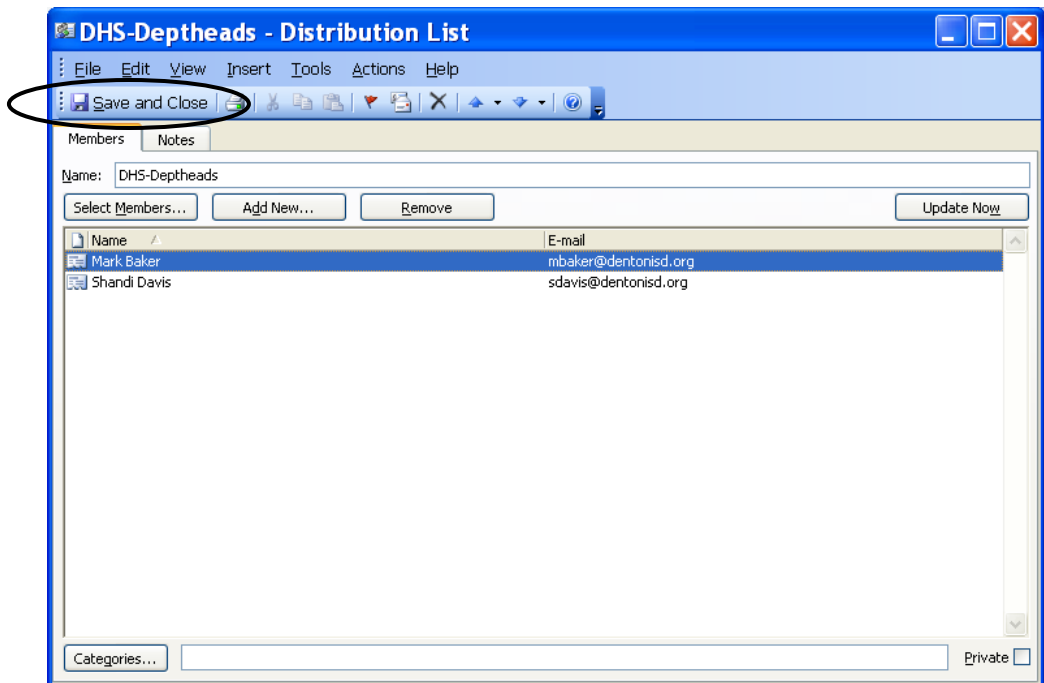 DHS-Deptheads - Distribution List
File Edit View Insert Tools Actions Help
Save and Close
Members Notes
Name: DHS-Deptheads
Select Members... Add New... Remove Update Now
Name E-mail
Mark Baker mbaker@dentonisd.org
Shandi Davis sdavis@dentonisd.org
Categories... Private